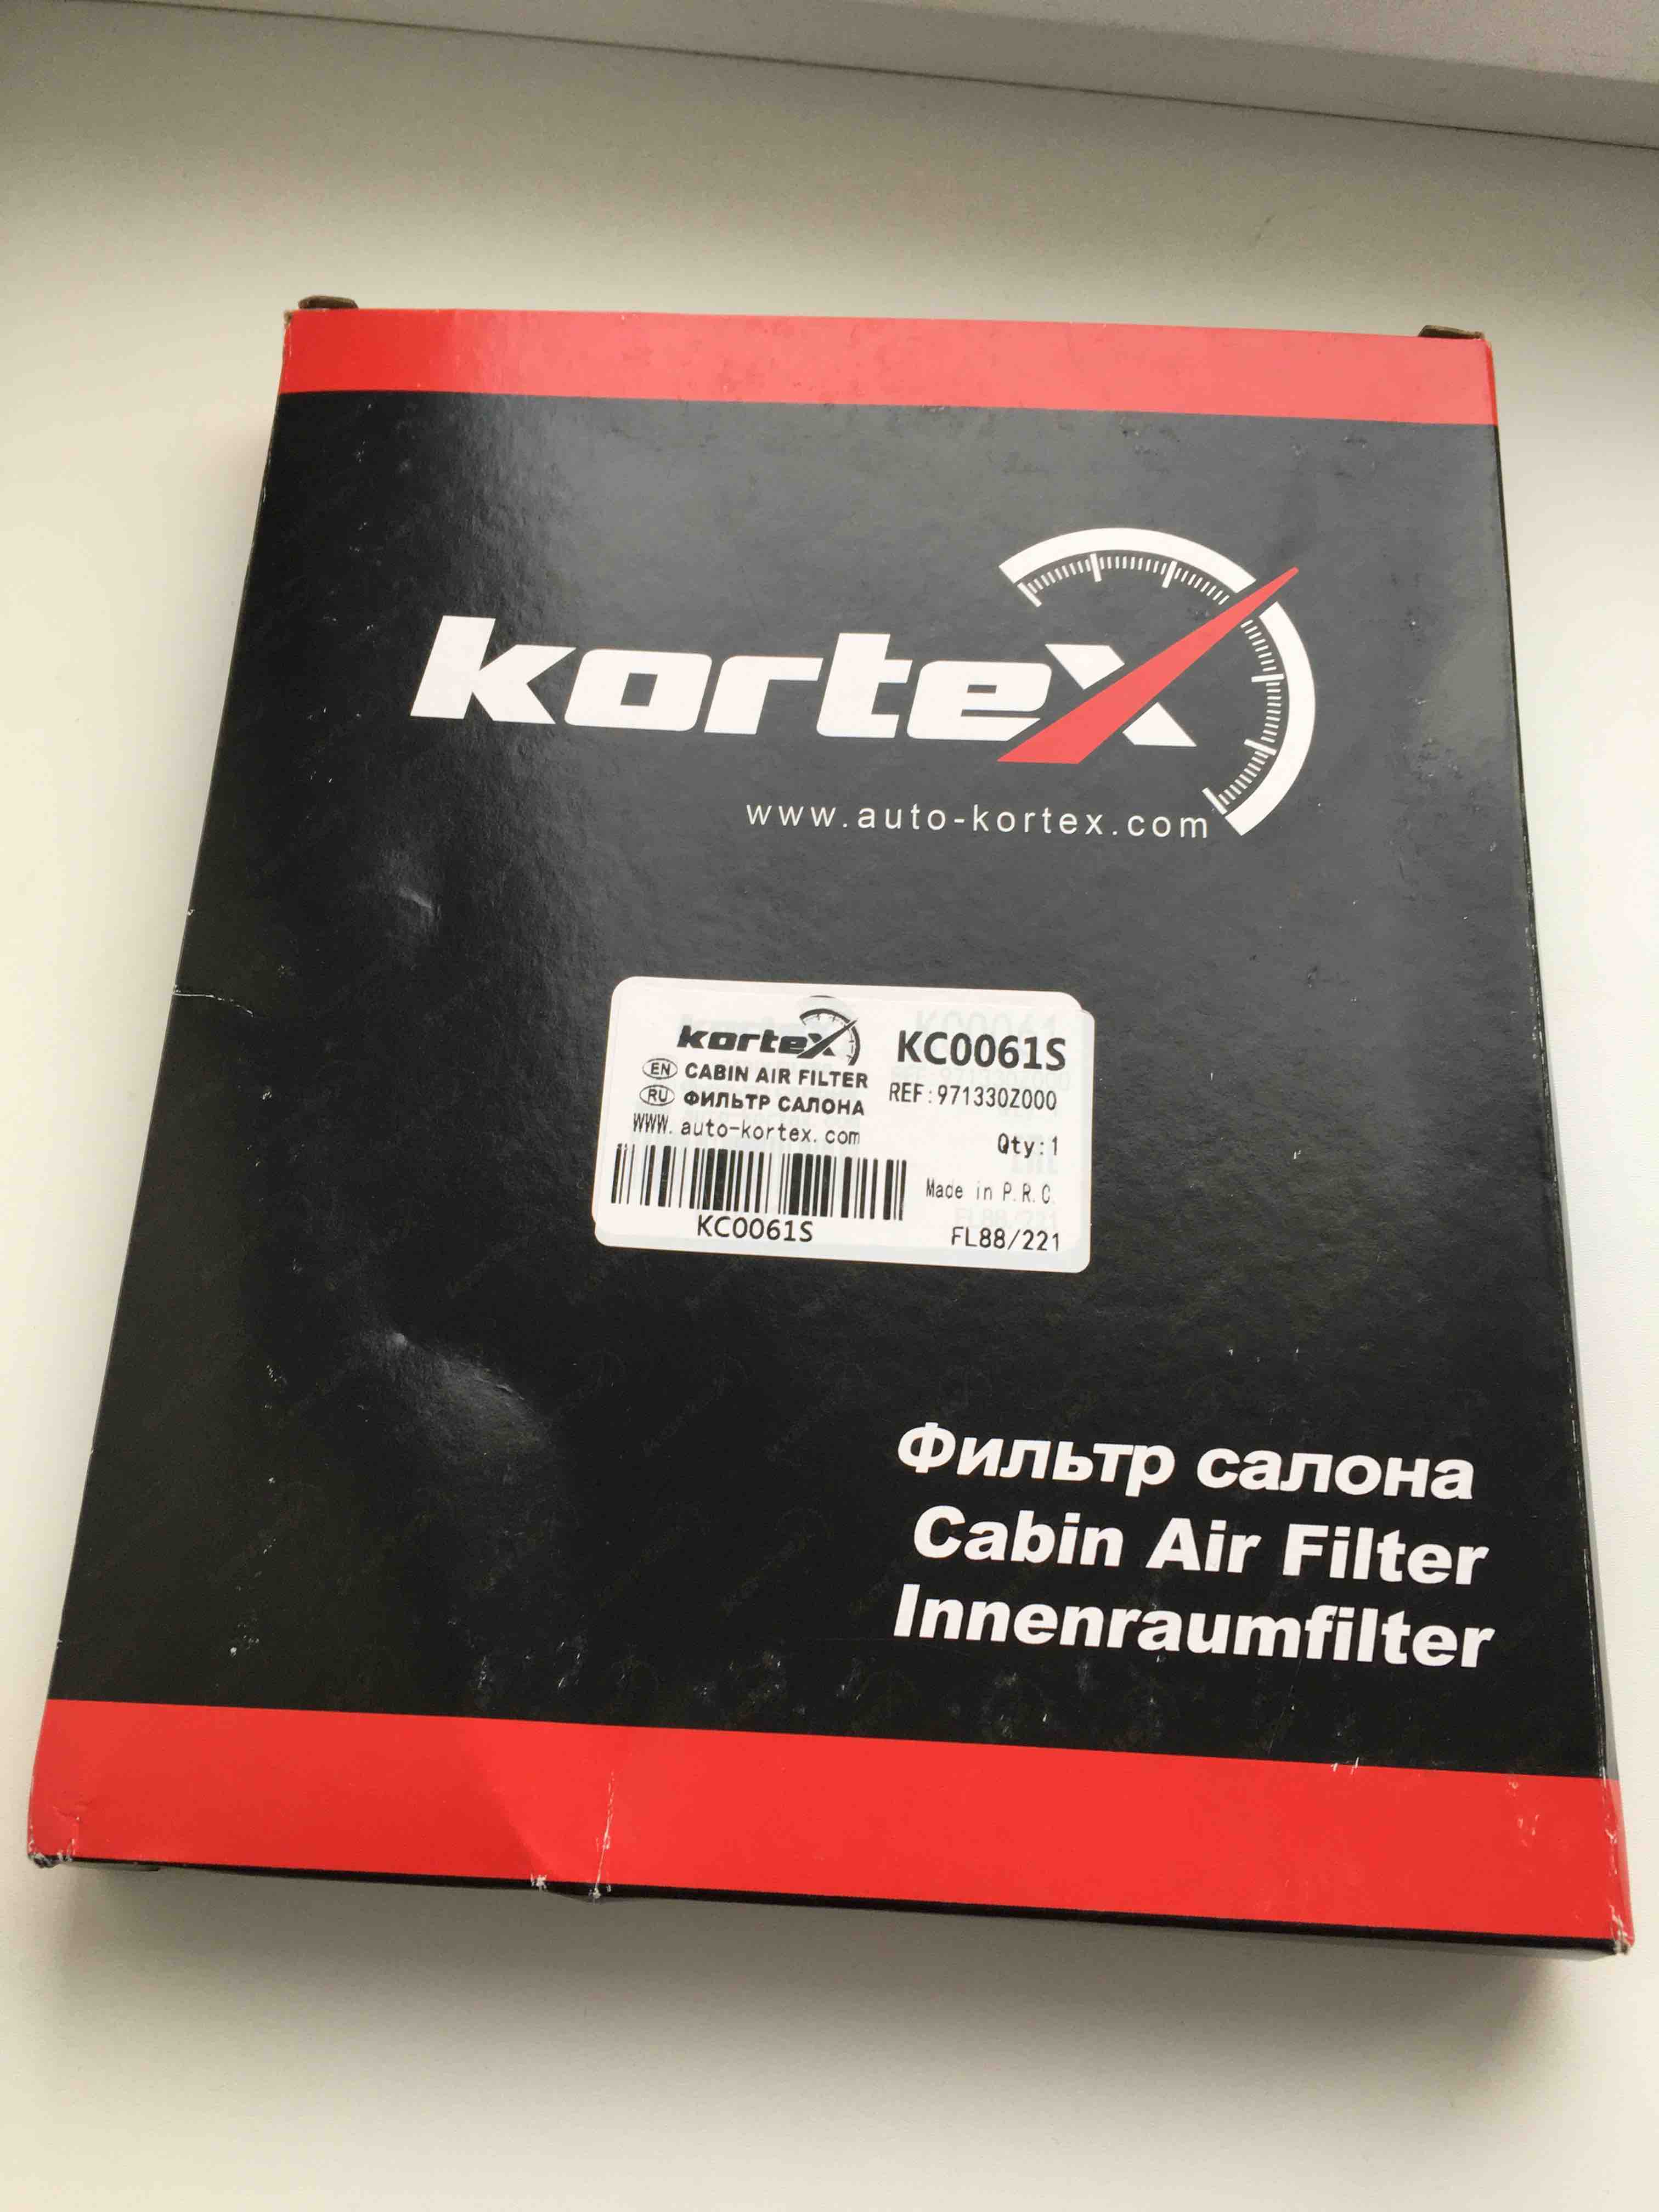 kortex
www.auto-kortex.com
kortex
KC0061S
EN CABIN AIR FILTER
REF:971330Z000
RU ФИЛЬТР САЛОНА
WWW. auto-kortex. com
Qty:1
Made in P.R.C.
KC0061S
FL88/221
Фильтр салона
Cabin Air Filter
Innenraumfilter